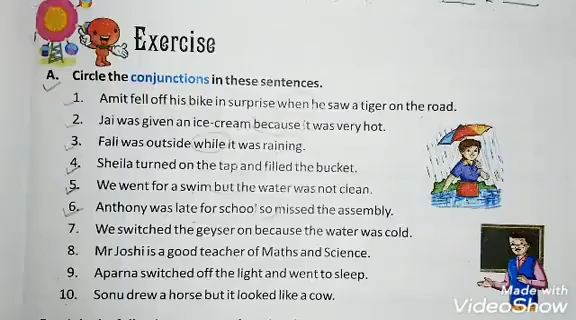 Exercise
A. Circle the conjunctions in these sentences.
1. Amit fell off his bike in surprise when he saw a tiger on the road.
2. Jai was given an ice-cream because it was very hot.
3. Fali was outside while it was raining.
4. Sheila turned on the tap and filled the bucket.
5. We went for a swim but the water was not clean.
6. Anthony was late for school so missed the assembly.
7. We switched the geyser on because the water was cold.
8. Mr Joshi is a good teacher of Maths and Science.
9. Aparna switched off the light and went to sleep.
10. Sonu drew a horse but it looked like a cow.
Made with
VideoShow